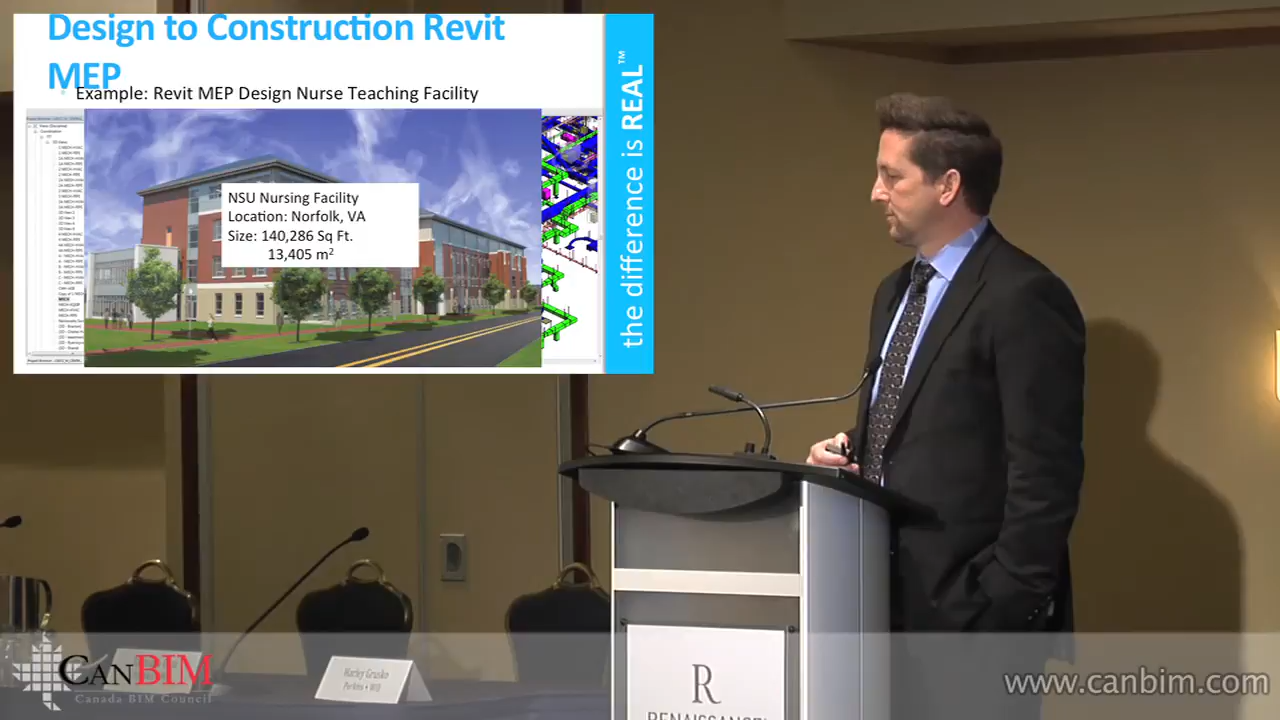 Design to Construction Revit
MEP
Example: Revit MEP Design Nurse Teaching Facility
NSU Nursing Facility
Location: Norfolk, VA
Size: 140,286 Sq Ft.
13,405 m²
the difference is REAL™
Harley Grusko
Perkins + Will
R
RENAISSANCE
CANBIM
Canada BIM Council
www.canbim.com